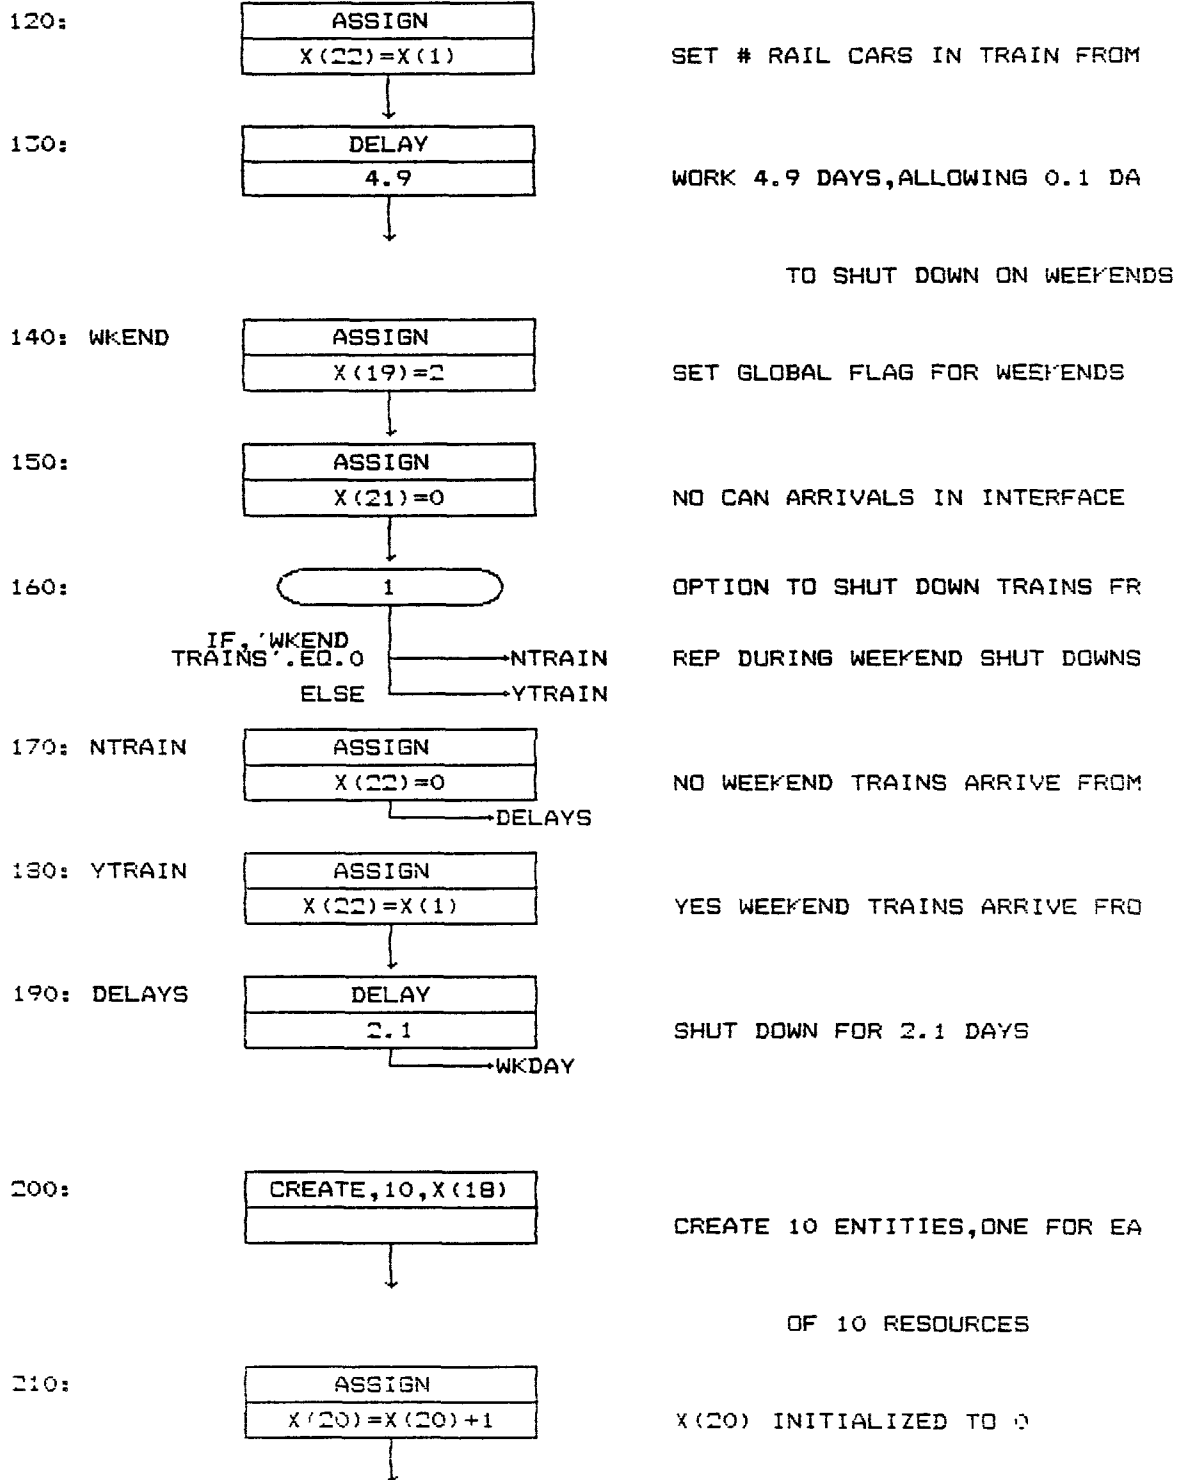 120:
ASSIGN
X(22)=X(1)
SET # RAIL CARS IN TRAIN FROM
130:
DELAY
4.9
WORK 4.9 DAYS,ALLOWING 0.1 DA
TO SHUT DOWN ON WEEKENDS
140: WKEND
ASSIGN
X(19)=2
SET GLOBAL FLAG FOR WEEKENDS
150:
ASSIGN
X(21)=0
NO CAN ARRIVALS IN INTERFACE
160:
1
OPTION TO SHUT DOWN TRAINS FR
IF,'WKEND
TRAINS'.EQ.0
NTRAIN
REP DURING WEEKEND SHUT DOWNS
ELSE
YTRAIN
170: NTRAIN
ASSIGN
X(22)=0
NO WEEKEND TRAINS ARRIVE FROM
DELAYS
180: YTRAIN
ASSIGN
X(22)=X(1)
YES WEEKEND TRAINS ARRIVE FRO
190: DELAYS
DELAY
2.1
SHUT DOWN FOR 2.1 DAYS
WKDAY
200:
CREATE,10,X(18)
CREATE 10 ENTITIES,ONE FOR EA
OF 10 RESOURCES
210:
ASSIGN
X(20)=X(20)+1
X(20) INITIALIZED TO 0